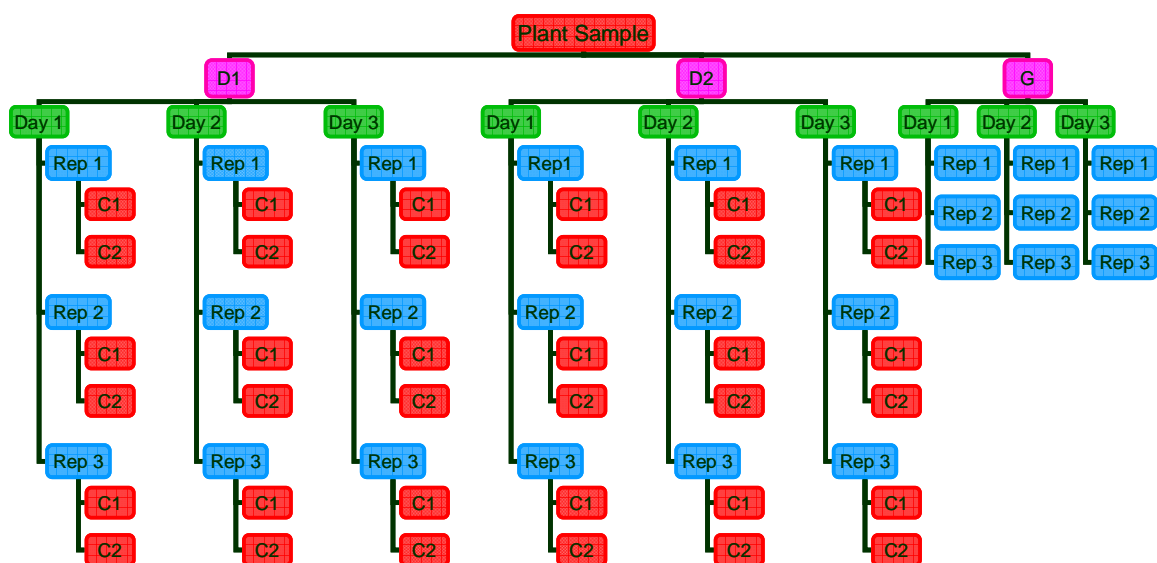 Plant Sample
D1 D2 G
Day 1 Day 2 Day 3 Day 1 Day 2 Day 3 Day 1 Day 2 Day 3
Rep 1 Rep 1 Rep 1 Rep1 Rep 1 Rep 1 Rep 1 Rep 1 Rep 1
C1 C1 C1 C1 C1 C1 Rep 2 Rep 2 Rep 2
C2 C2 C2 C2 C2 C2 Rep 3 Rep 3 Rep 3
Rep 2 Rep 2 Rep 2 Rep 2 Rep 2 Rep 2
C1 C1 C1 C1 C1 C1
C2 C2 C2 C2 C2 C2
Rep 3 Rep 3 Rep 3 Rep 3 Rep 3 Rep 3
C1 C1 C1 C1 C1 C1
C2 C2 C2 C2 C2 C2